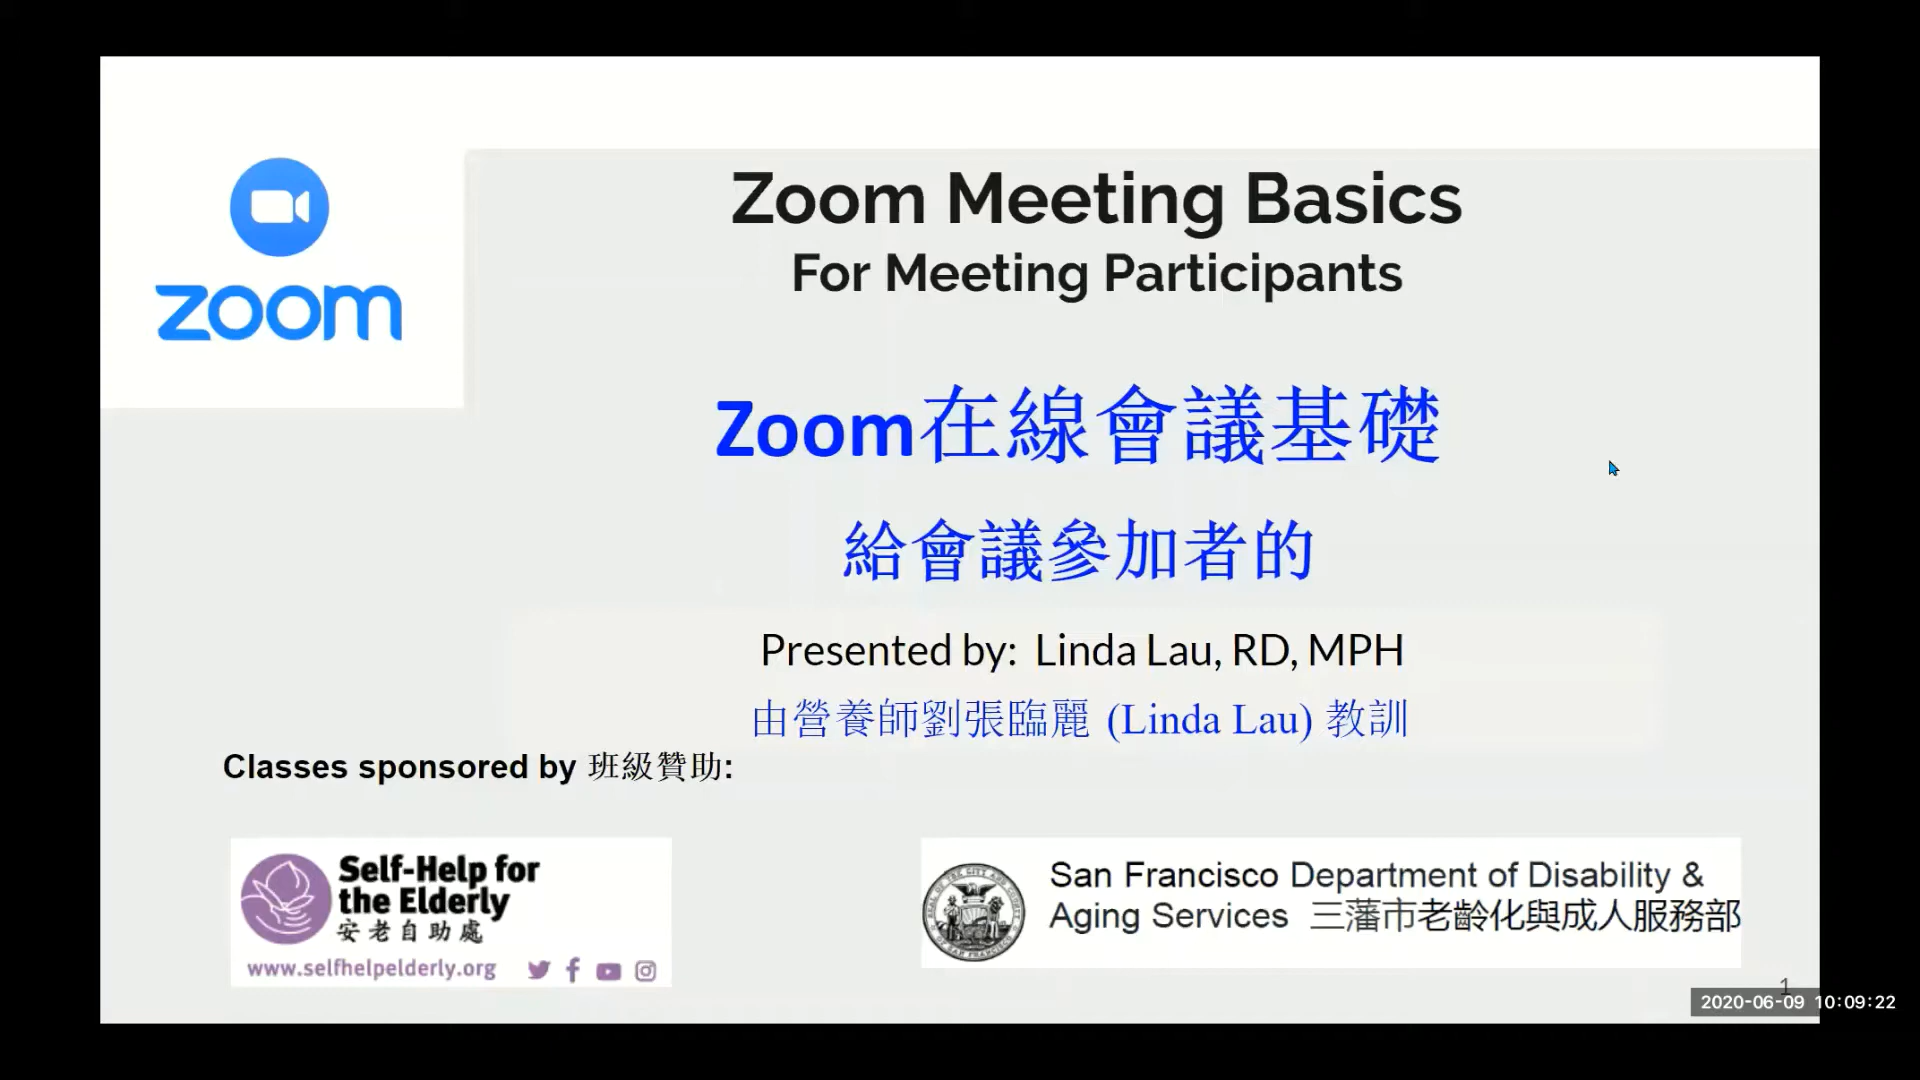 zoom
Zoom Meeting Basics
For Meeting Participants
Zoom在線會議基礎
給會議參加者的
Presented by: Linda Lau, RD, MPH
由營養師劉張臨麗 (Linda Lau) 教訓
Classes sponsored by 班級贊助:
Self-Help for
the Elderly
安老自助處
www.selfhelpelderly.org
San Francisco Department of Disability &
Aging Services 三藩市老齡化與成人服務部
1
2020-06-09 10:09:22